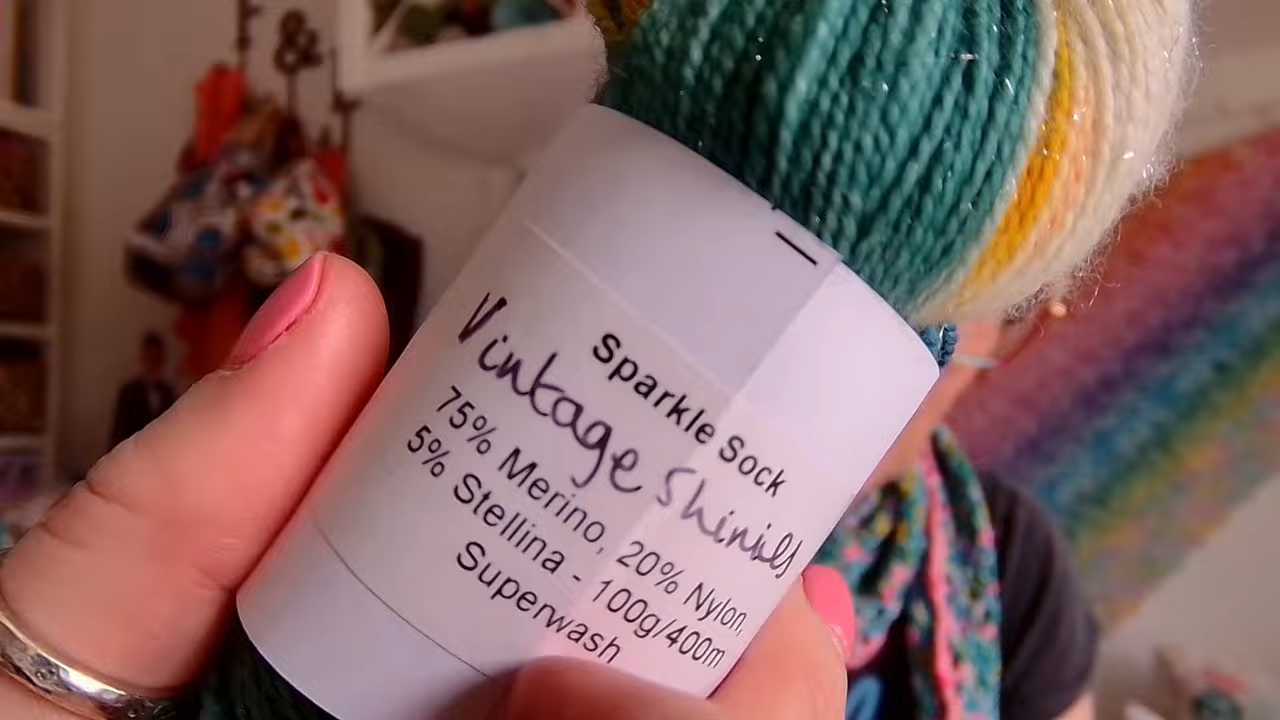 Sparkle Sock
Vintage Shinies
75% Merino, 20% Nylon,
5% Stellina - 100g/400m
Superwash
&